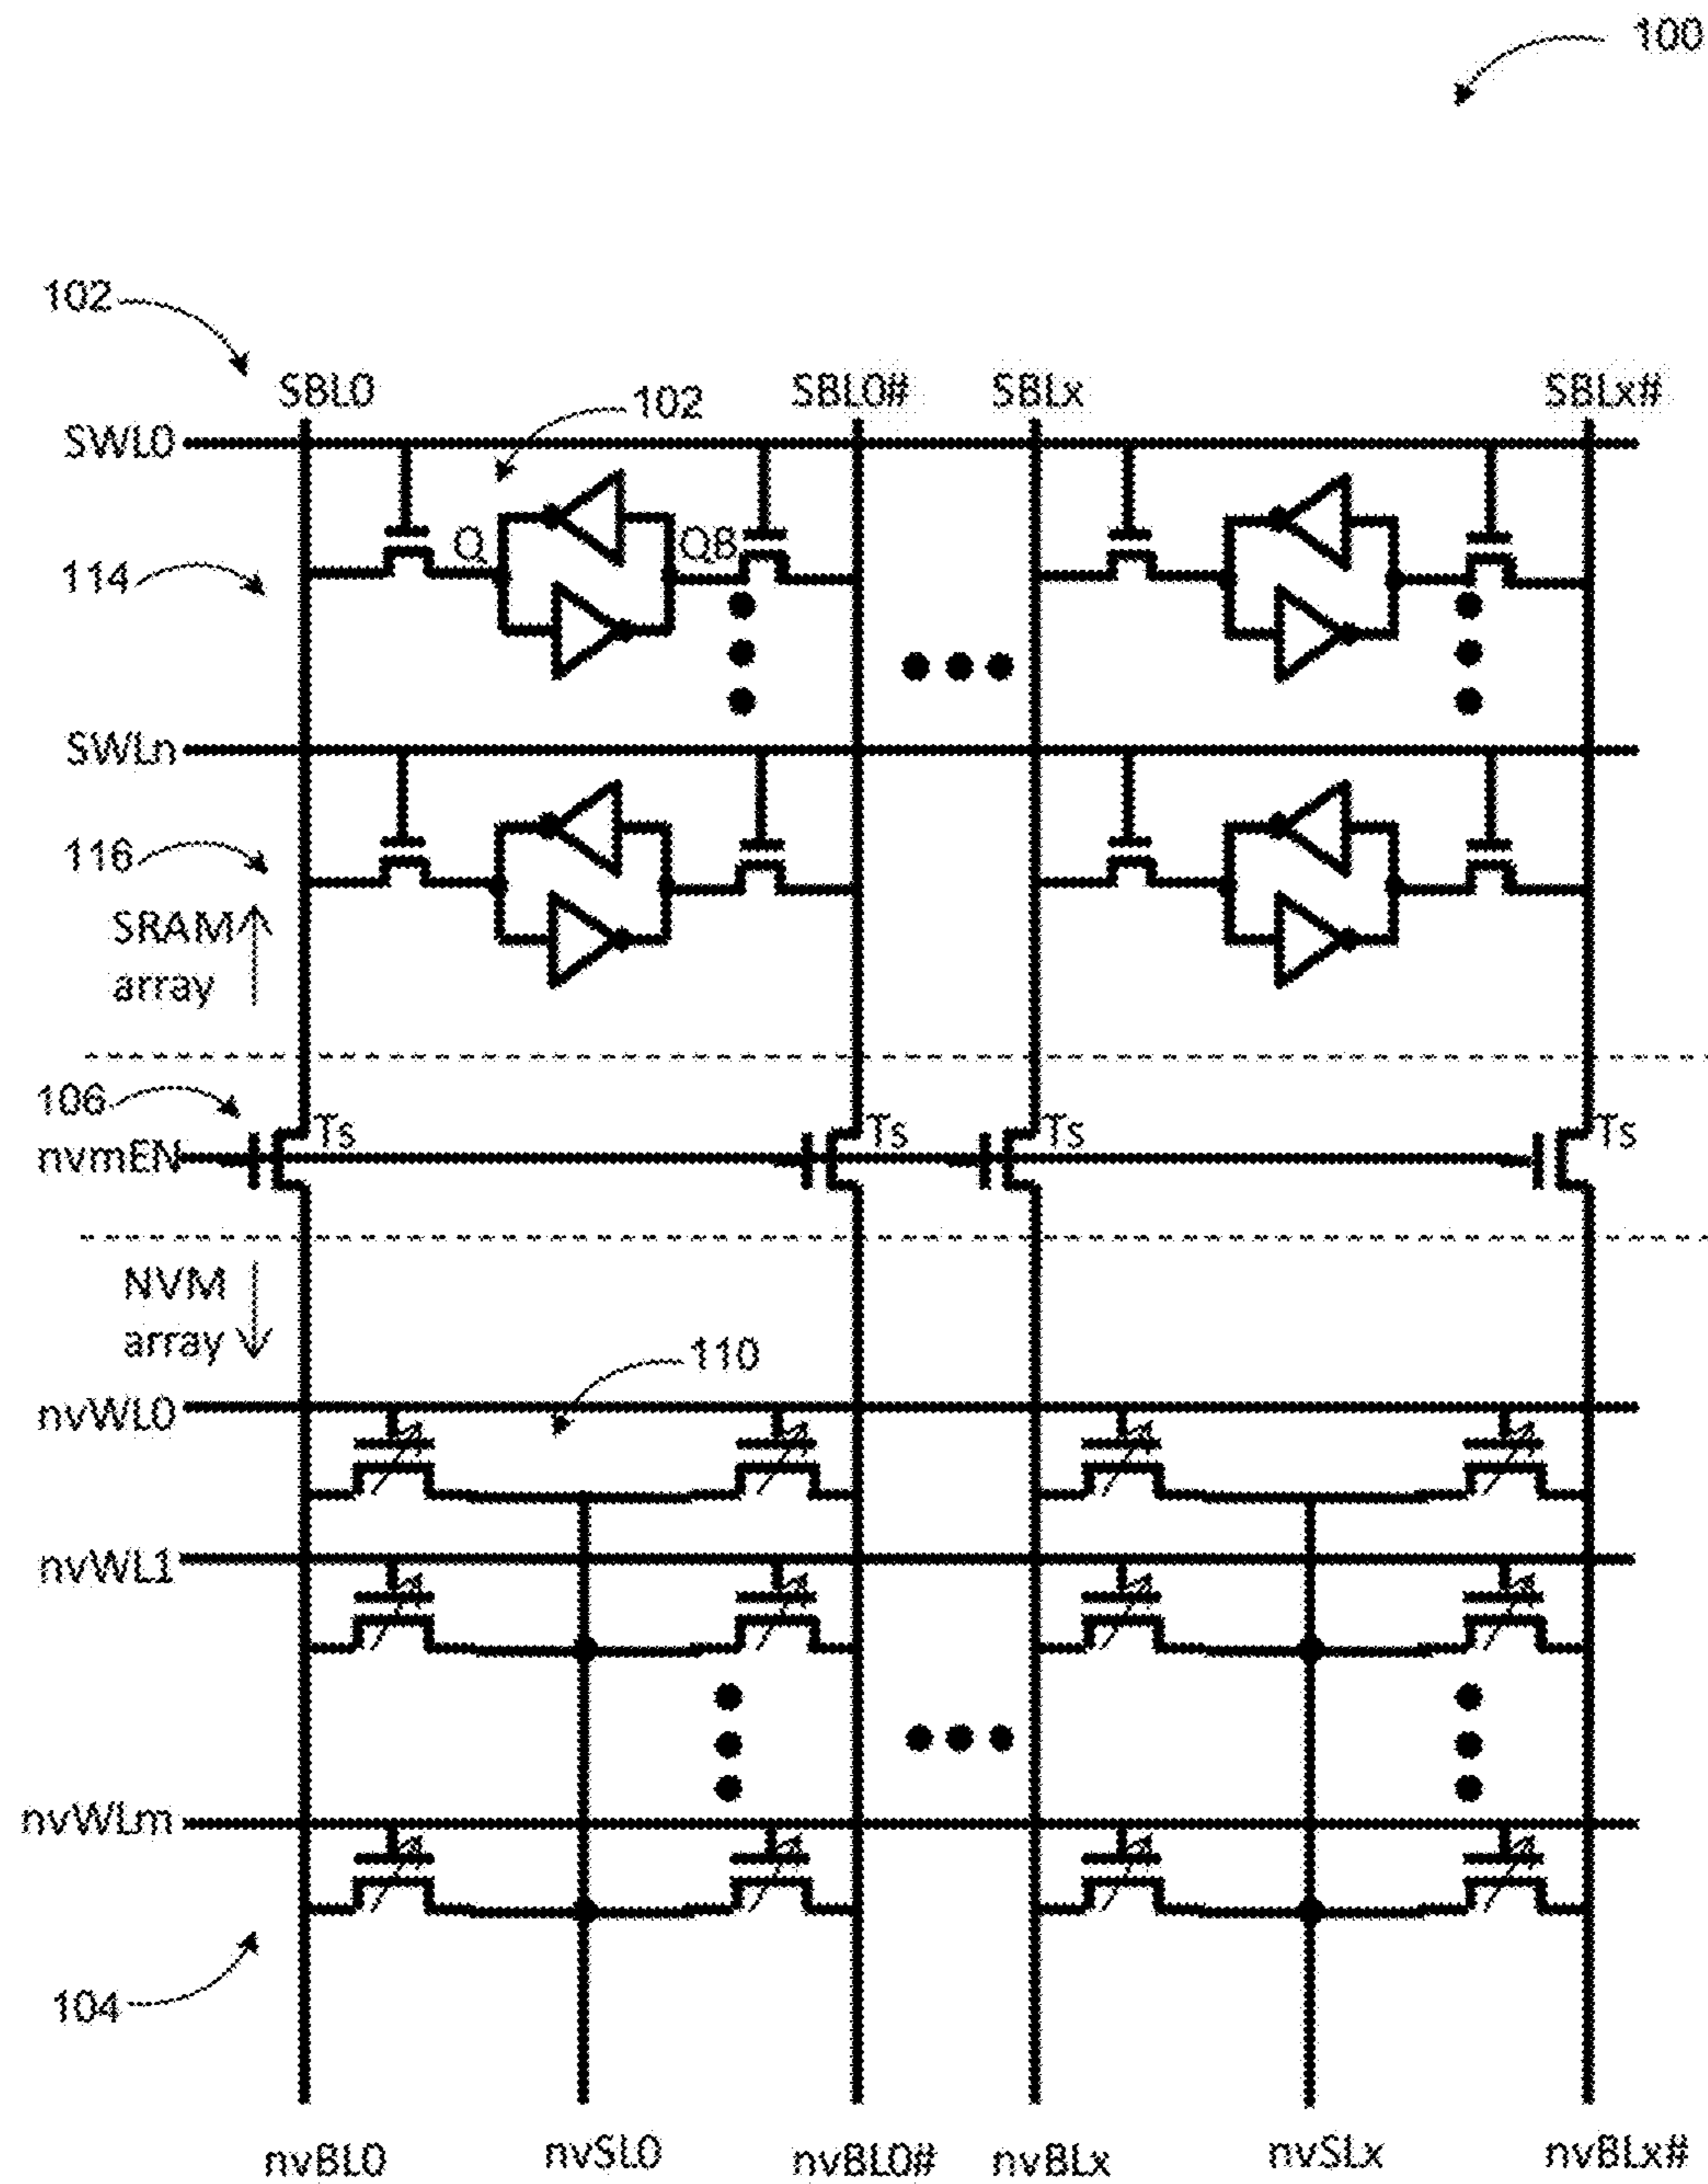 100
102
SBL0 SBL0# SBLx SBLx#
102
SWL0
Q QB
114
SWLn
116
SRAM
array
106
Ts Ts Ts Ts
nvmEN
NVM
array
110
nvWL0
nvWL1
nvWLm
104
nvBL0 nvSL0 nvBL0# nvBLx nvSLx nvBLx#